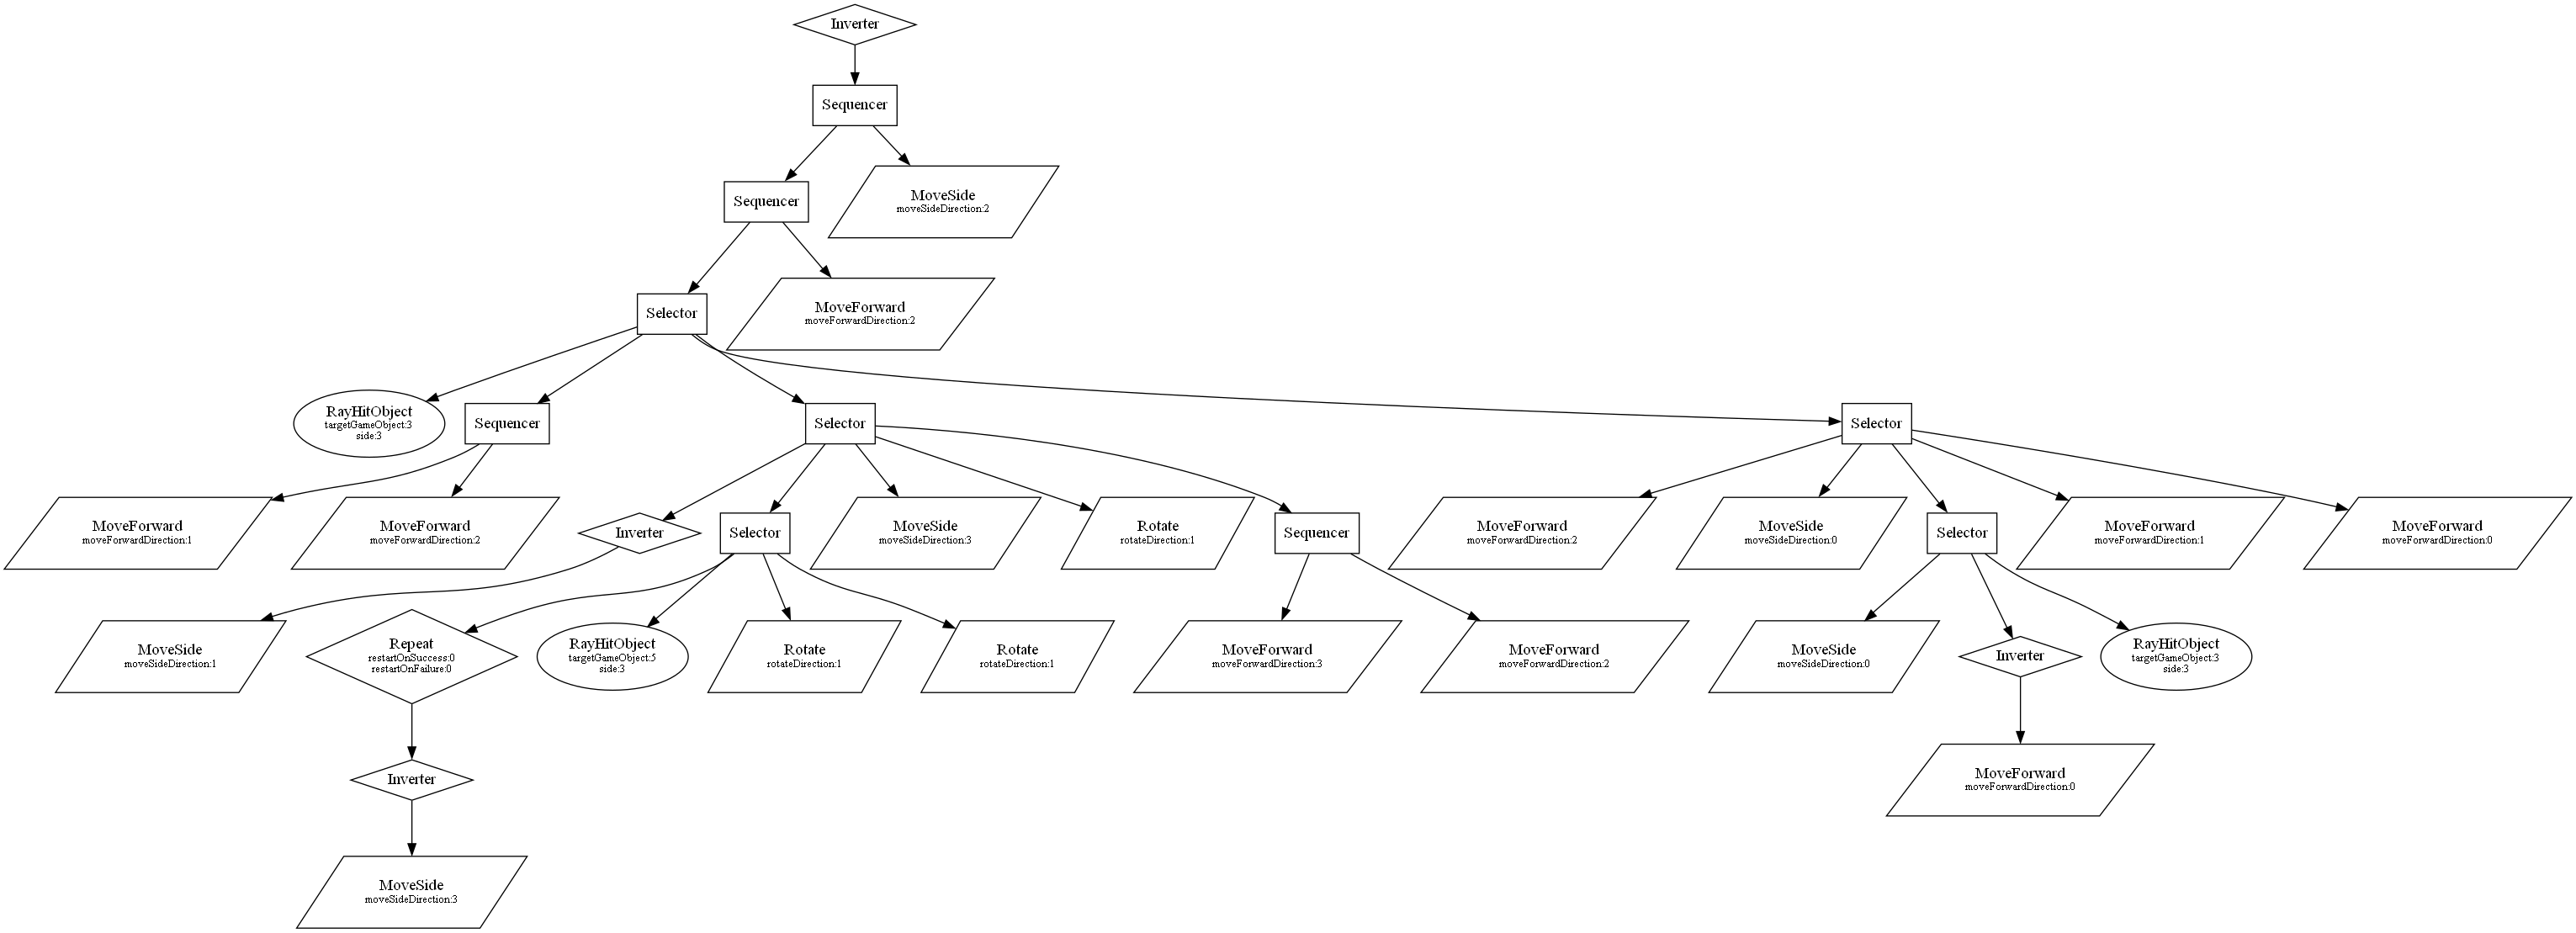 Inverter
Sequencer
Sequencer
MoveSide
moveSideDirection:2
Selector
MoveForward
moveForwardDirection:2
RayHitObject
targetGameObject:3
side:3
Sequencer
Selector
Selector
MoveForward
moveForwardDirection:1
MoveForward
moveForwardDirection:2
Inverter
Selector
MoveSide
moveSideDirection:3
Rotate
rotateDirection:1
Sequencer
MoveForward
moveForwardDirection:2
MoveSide
moveSideDirection:0
Selector
MoveForward
moveForwardDirection:1
MoveForward
moveForwardDirection:0
MoveSide
moveSideDirection:1
Repeat
restartOnSuccess:0
restartOnFailure:0
RayHitObject
targetGameObject:5
side:3
Rotate
rotateDirection:1
Rotate
rotateDirection:1
MoveForward
moveForwardDirection:3
MoveForward
moveForwardDirection:2
MoveSide
moveSideDirection:0
Inverter
RayHitObject
targetGameObject:3
side:3
Inverter
MoveForward
moveForwardDirection:0
MoveSide
moveSideDirection:3